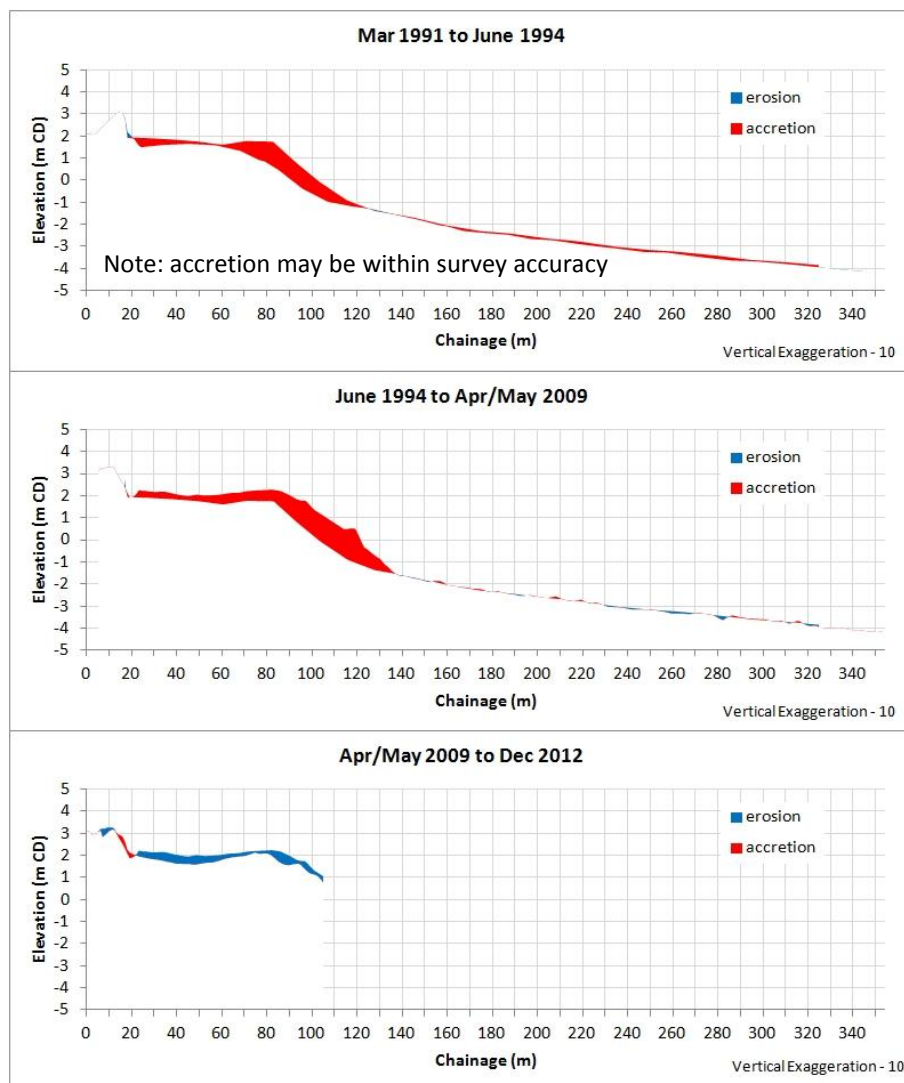 Mar 1991 to June 1994
5
4
3
2
1
0
-1
-2
-3
-4
-5
Elevation (m CD)
erosion
accretion
Note: accretion may be within survey accuracy
0 20 40 60 80 100 120 140 160 180 200 220 240 260 280 300 320 340
Chainage (m)
Vertical Exaggeration - 10
June 1994 to Apr/May 2009
5
4
3
2
1
0
-1
-2
-3
-4
-5
Elevation (m CD)
erosion
accretion
0 20 40 60 80 100 120 140 160 180 200 220 240 260 280 300 320 340
Chainage (m)
Vertical Exaggeration - 10
Apr/May 2009 to Dec 2012
5
4
3
2
1
0
-1
-2
-3
-4
-5
Elevation (m CD)
erosion
accretion
0 20 40 60 80 100 120 140 160 180 200 220 240 260 280 300 320 340
Chainage (m)
Vertical Exaggeration - 10